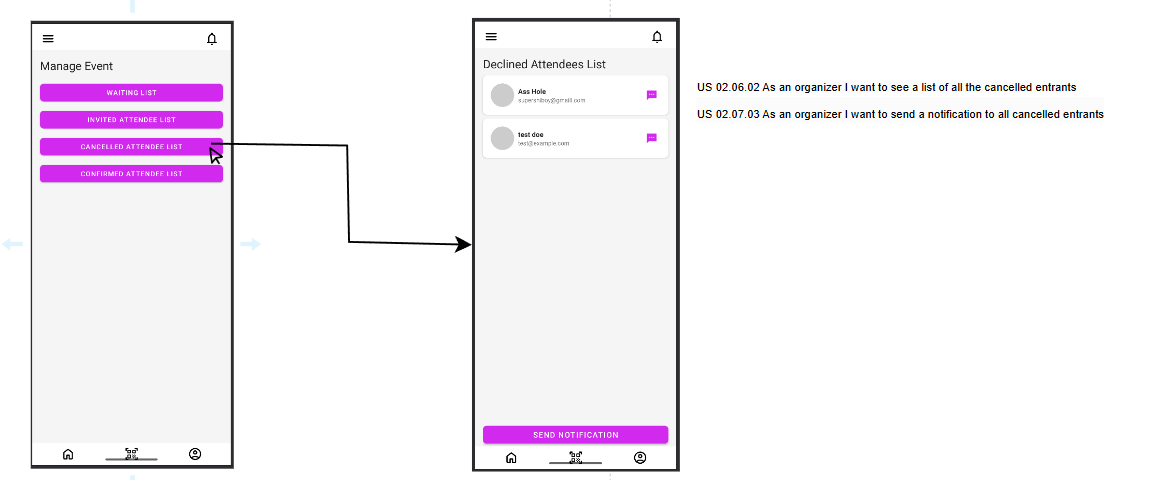 Manage Event
WAITING LIST
INVITED ATTENDEE LIST
CANCELLED ATTENDEE LIST
CONFIRMED ATTENDEE LIST
Declined Attendees List
Ass Hole
supershiboy@gmaill.com
test doe
test@example.com
SEND NOTIFICATION
US 02.06.02 As an organizer I want to see a list of all the cancelled entrants
US 02.07.03 As an organizer I want to send a notification to all cancelled entrants